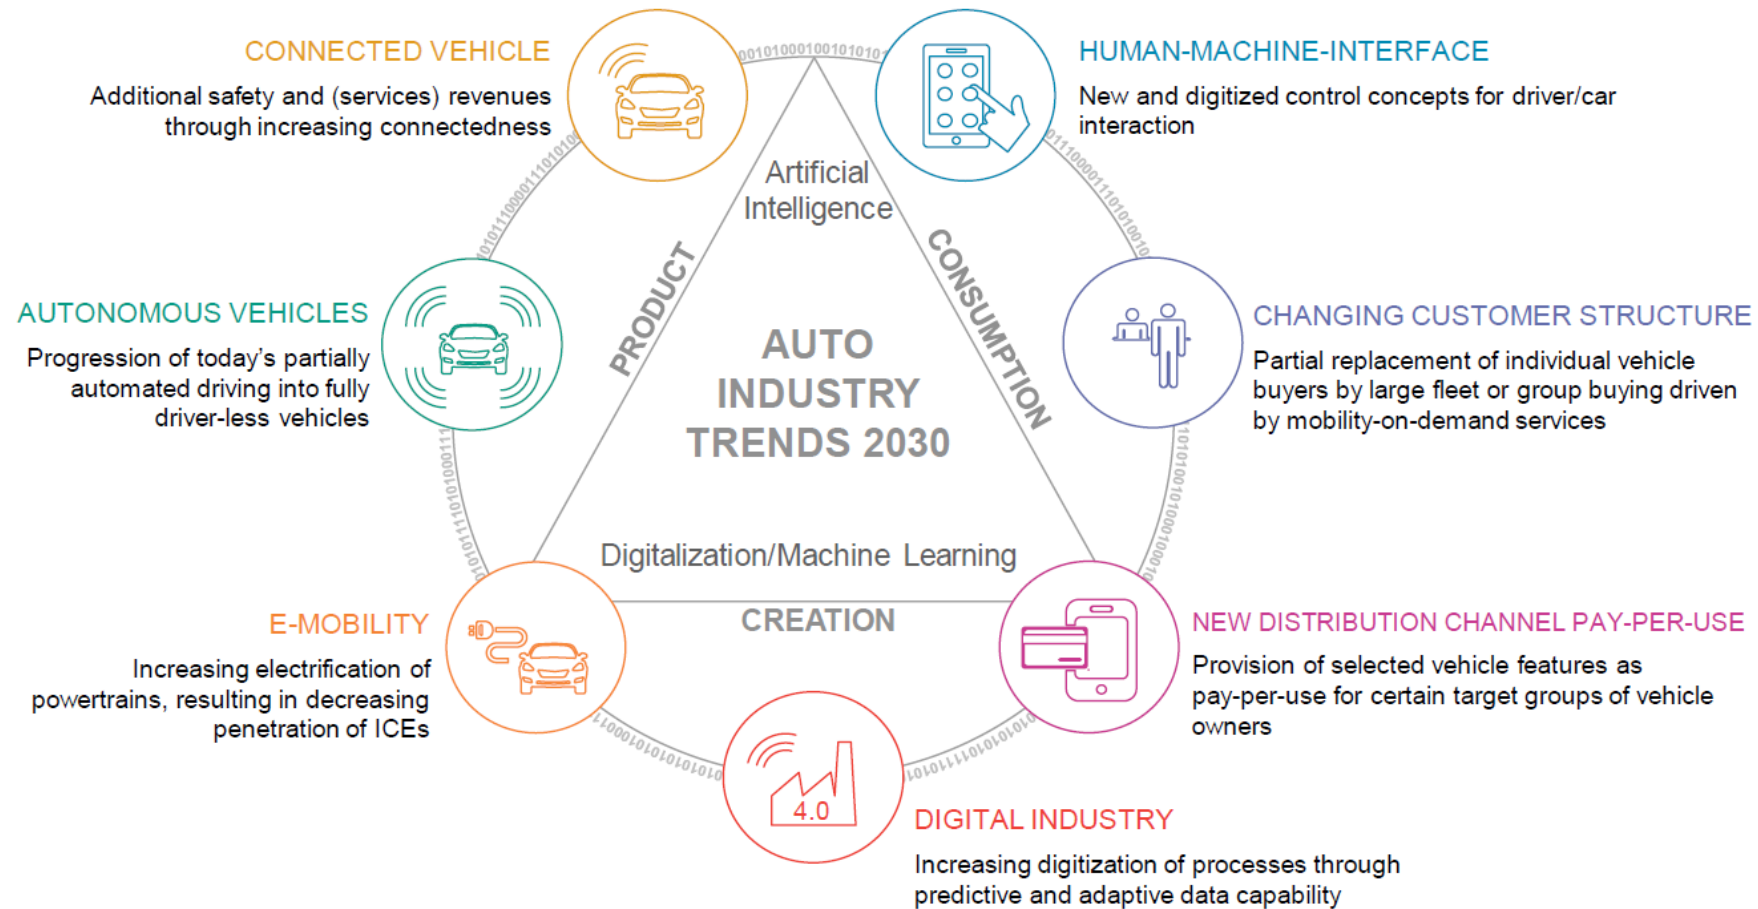 CONNECTED VEHICLE
Additional safety and (services) revenues
through increasing connectedness
HUMAN-MACHINE-INTERFACE
New and digitized control concepts for driver/car
interaction
Artificial
Intelligence
PRODUCT
CONSUMPTION
AUTONOMOUS VEHICLES
Progression of today's partially
automated driving into fully
driver-less vehicles
AUTO
INDUSTRY
TRENDS 2030
CHANGING CUSTOMER STRUCTURE
Partial replacement of individual vehicle
buyers by large fleet or group buying driven
by mobility-on-demand services
Digitalization/Machine Learning
CREATION
E-MOBILITY
Increasing electrification of
powertrains, resulting in decreasing
penetration of ICEs
NEW DISTRIBUTION CHANNEL PAY-PER-USE
Provision of selected vehicle features as
pay-per-use for certain target groups of vehicle
owners
4.0
DIGITAL INDUSTRY
Increasing digitization of processes through
predictive and adaptive data capability